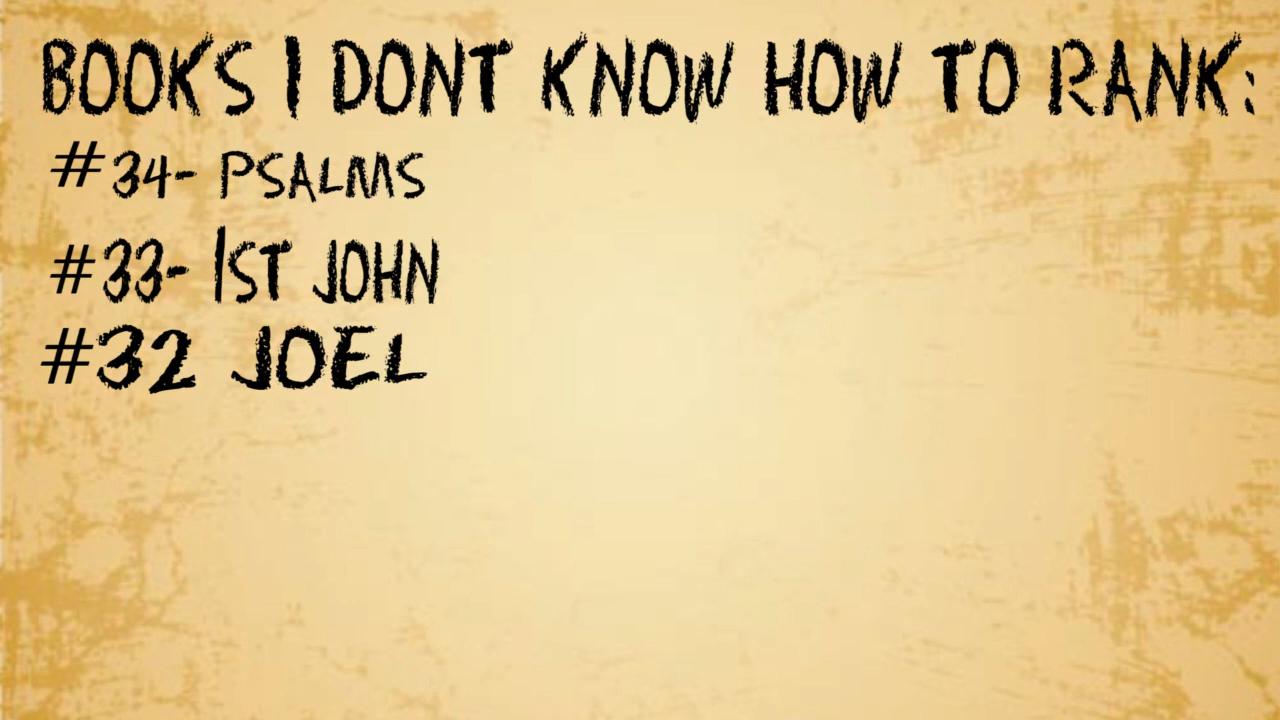 BOOKS I DONT KNOW HOW TO RANK:
#34- PSALMS
#33- 1ST JOHN
#32 JOEL